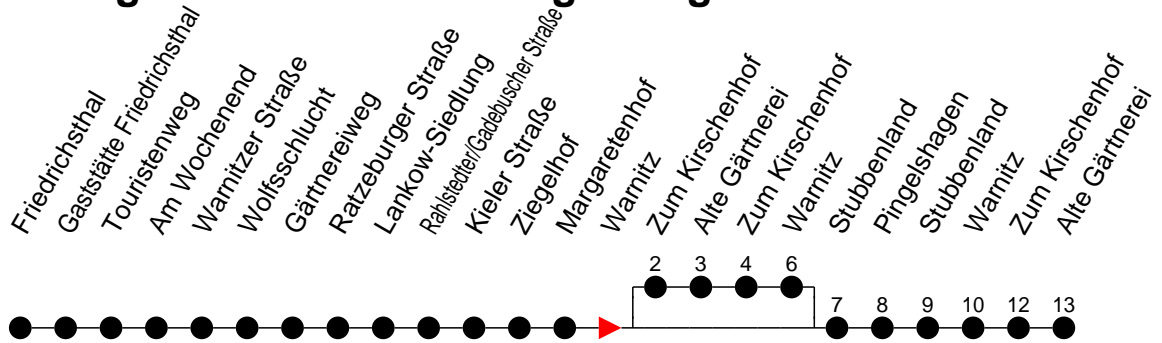 Friedrichsthal
Gaststätte Friedrichsthal
Touristenweg
Am Wochenend
Warnitzer Straße
Wolfsschlucht
Gärtnereiweg
Ratzeburger Straße
Lankow-Siedlung
Rahlstedter/Gadebuscher Straße
Kieler Straße
Ziegelhof
Margaretenhof
Warnitz
Zum Kirschenhof
Alte Gärtnerei
Zum Kirschenhof
Warnitz
Stubbenland
Pingelshagen
Stubbenland
Warnitz
Zum Kirschenhof
Alte Gärtnerei
2 3 4 6
7 8 9 10 12 13